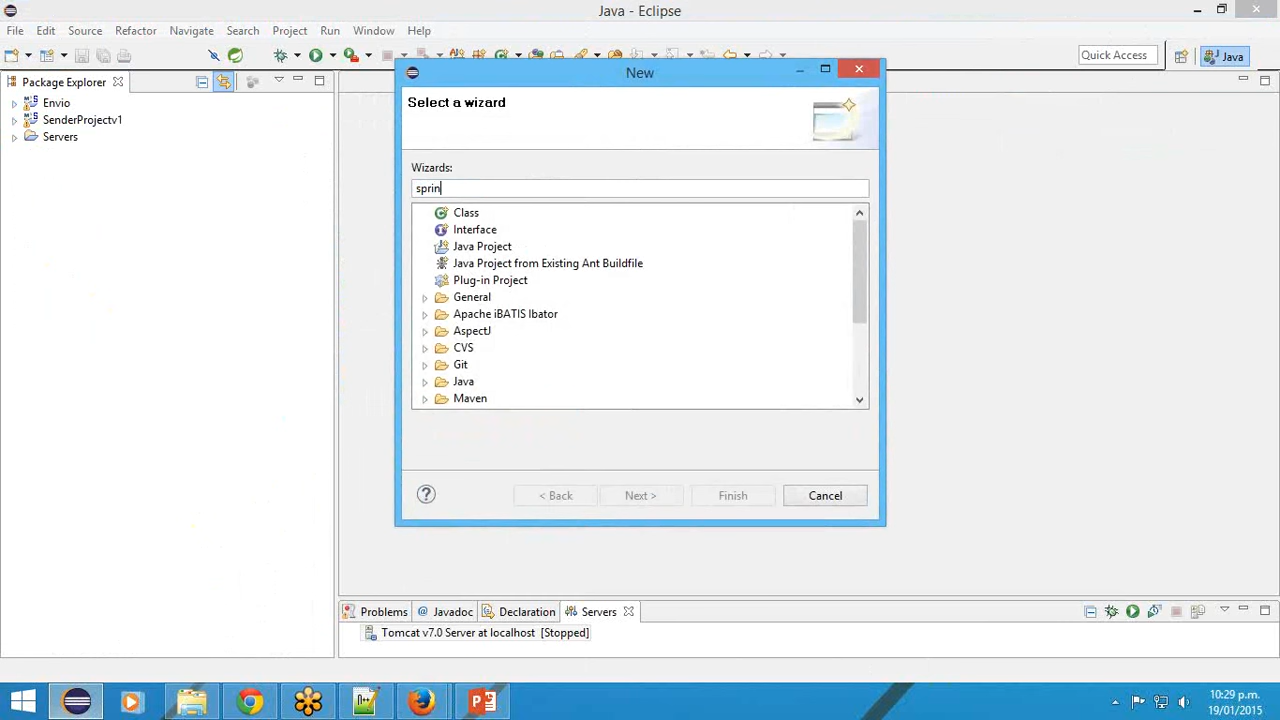 Java - Eclipse
File Edit Source Refactor Navigate Search Project Run Window Help
Quick Access
Java
Package Explorer
Envio
SenderProjectv1
Servers
New
Select a wizard
Wizards:
sprin
Class
Interface
Java Project
Java Project from Existing Ant Buildfile
Plug-in Project
General
Apache iBATIS Ibator
AspectJ
CVS
Git
Java
Maven
< Back
Next >
Finish
Cancel
Problems
Javadoc
Declaration
Servers
Tomcat v7.0 Server at localhost [Stopped]
10:29 p.m.
19/01/2015